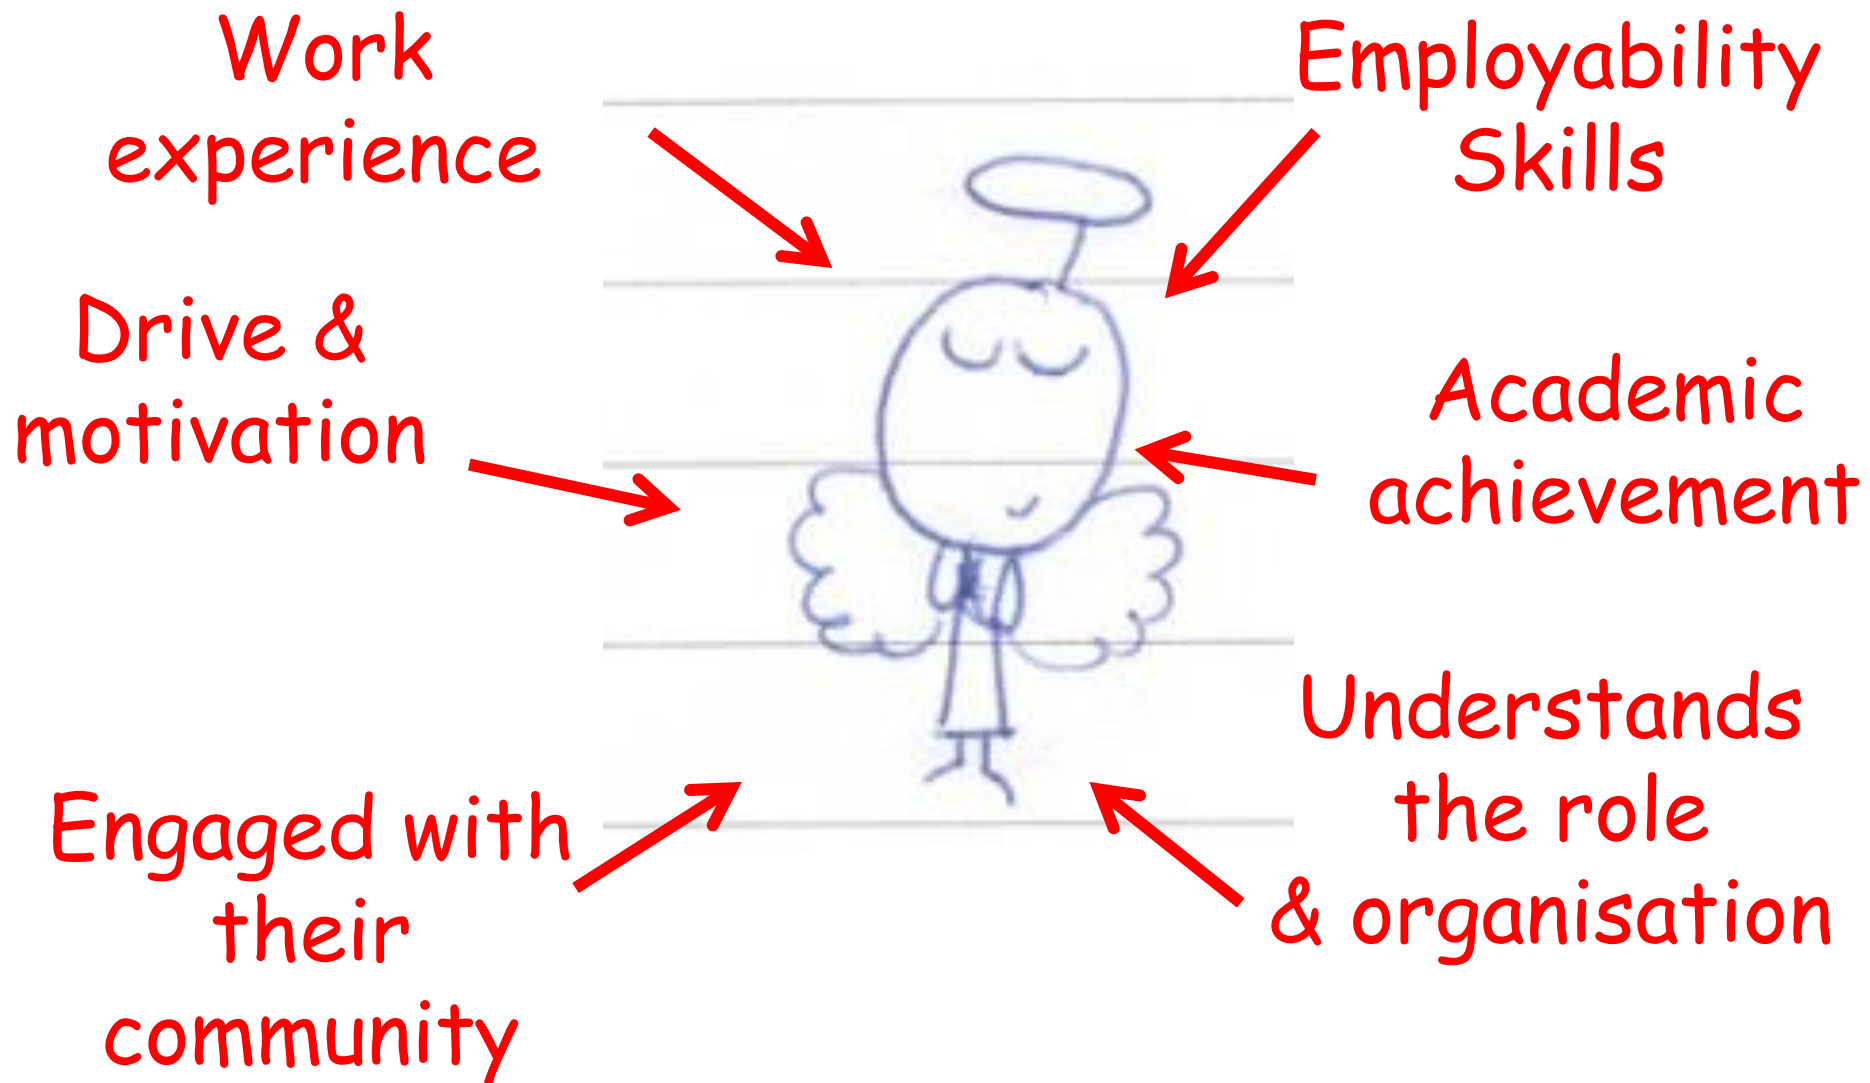 Work
experience
Employability
Skills
Drive &
motivation
Academic
achievement
Engaged with
their
community
Understands
the role
& organisation